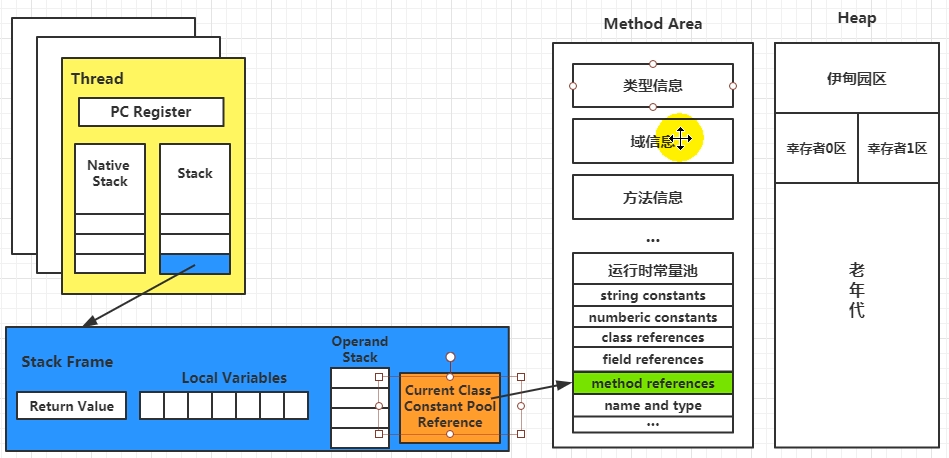 Thread
PC Register
Native
Stack
Stack
Stack Frame
Return Value
Local Variables
Operand
Stack
Current Class
Constant Pool
Reference
Method Area
类型信息
域信息
方法信息
...
运行时常量池
string constants
numberic constants
class references
field references
method references
name and type
...
Heap
伊甸园区
幸存者0区
幸存者1区
老
年
代